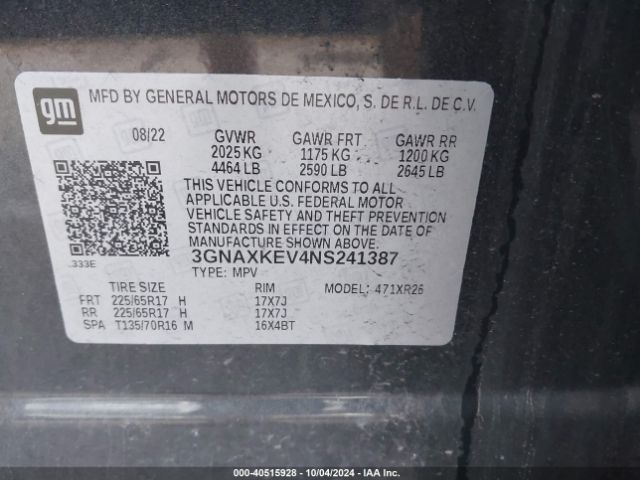 gm MFD BY GENERAL MOTORS DE MEXICO, S. DE R.L. DE C.V.
08/22 GVWR GAWR FRT GAWR RR
2025 KG 1175 KG 1200 KG
4464 LB 2590 LB 2645 LB
THIS VEHICLE CONFORMS TO ALL
APPLICABLE U.S. FEDERAL MOTOR
VEHICLE SAFETY AND THEFT PREVENTION
STANDARDS IN EFFECT ON THE DATE
OF MANUFACTURE SHOWN ABOVE.
.333E 3GNAXKEV4NS241387
TYPE: MPV
TIRE SIZE RIM MODEL: 471XR26
FRT 225/65R17 H 17X7J
RR 225/65R17 H 17X7J
SPA T135/70R16 M 16X4BT
000-40515928 - 10/04/2024 - IAA Inc.